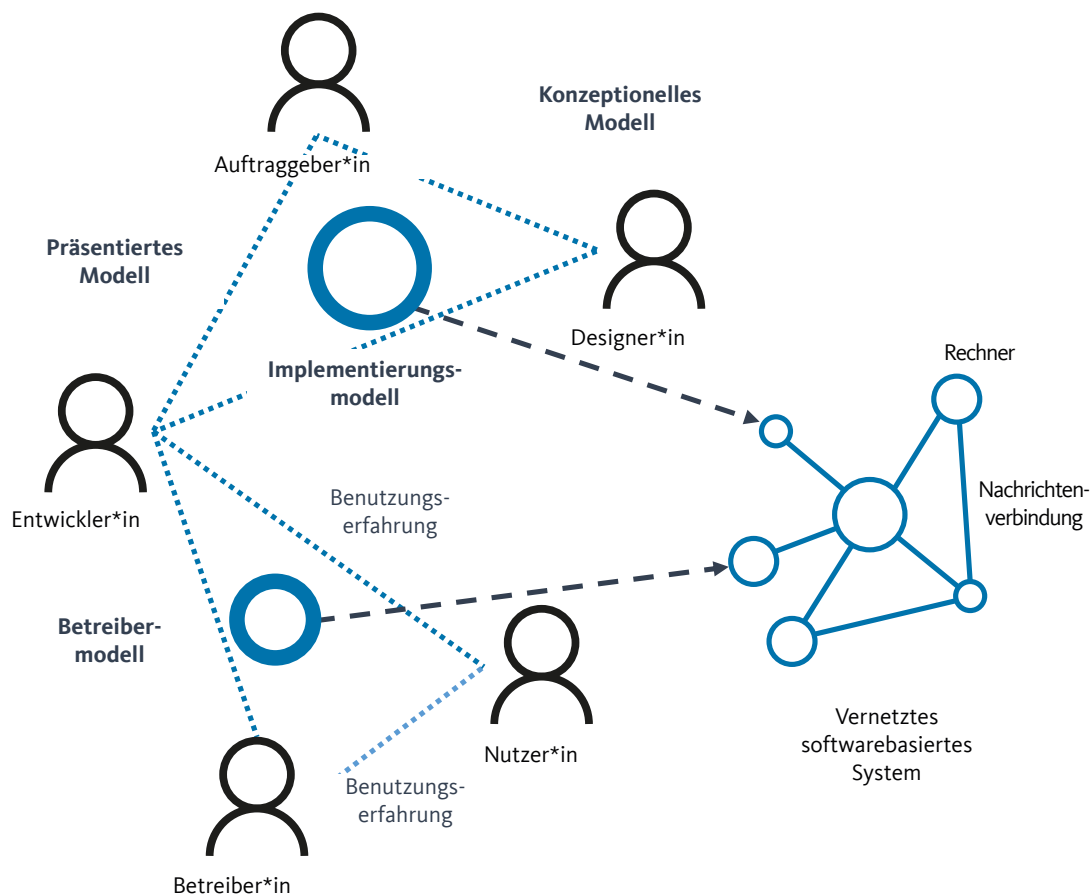 Konzeptionelles
Modell
Auftraggeber*in
Präsentiertes
Modell
Designer*in
Rechner
Implementierungs-
modell
Nachrichten-
verbindung
Entwickler*in
Benutzungs-
erfahrung
Betreiber-
modell
Vernetztes
softwarebasiertes
System
Nutzer*in
Benutzungs-
erfahrung
Betreiber*in